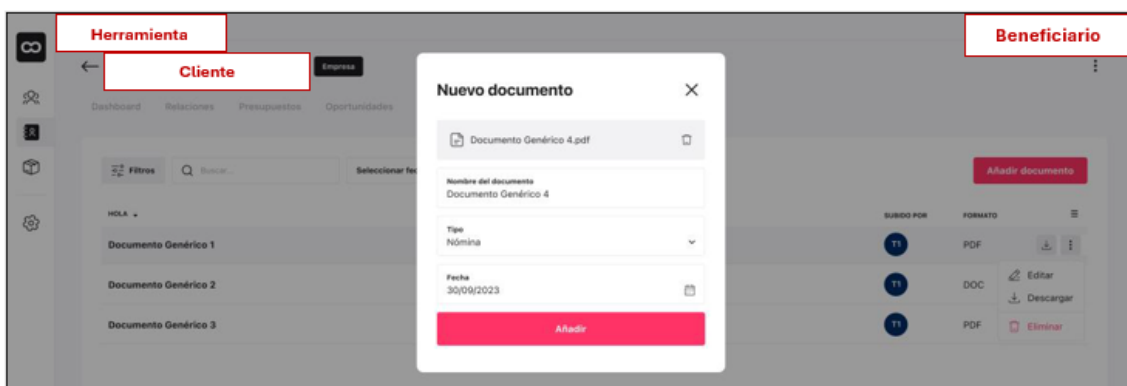 Herramienta
Beneficiario
Cliente
Empresa
Dashboard Relaciones Presupuestos Oportunidades
Nuevo documento
Documento Genérico 4.pdf
Filtros
Buscar...
Seleccionar fec
Añadir documento
Nombre del documento
Documento Genérico 4
Tipo
Nómina
Fecha
30/09/2023
Añadir
HOLA
SUBIDO POR
FORMATO
Documento Genérico 1
T1
PDF
Documento Genérico 2
T1
DOC
Documento Genérico 3
T1
PDF
Editar
Descargar
Eliminar